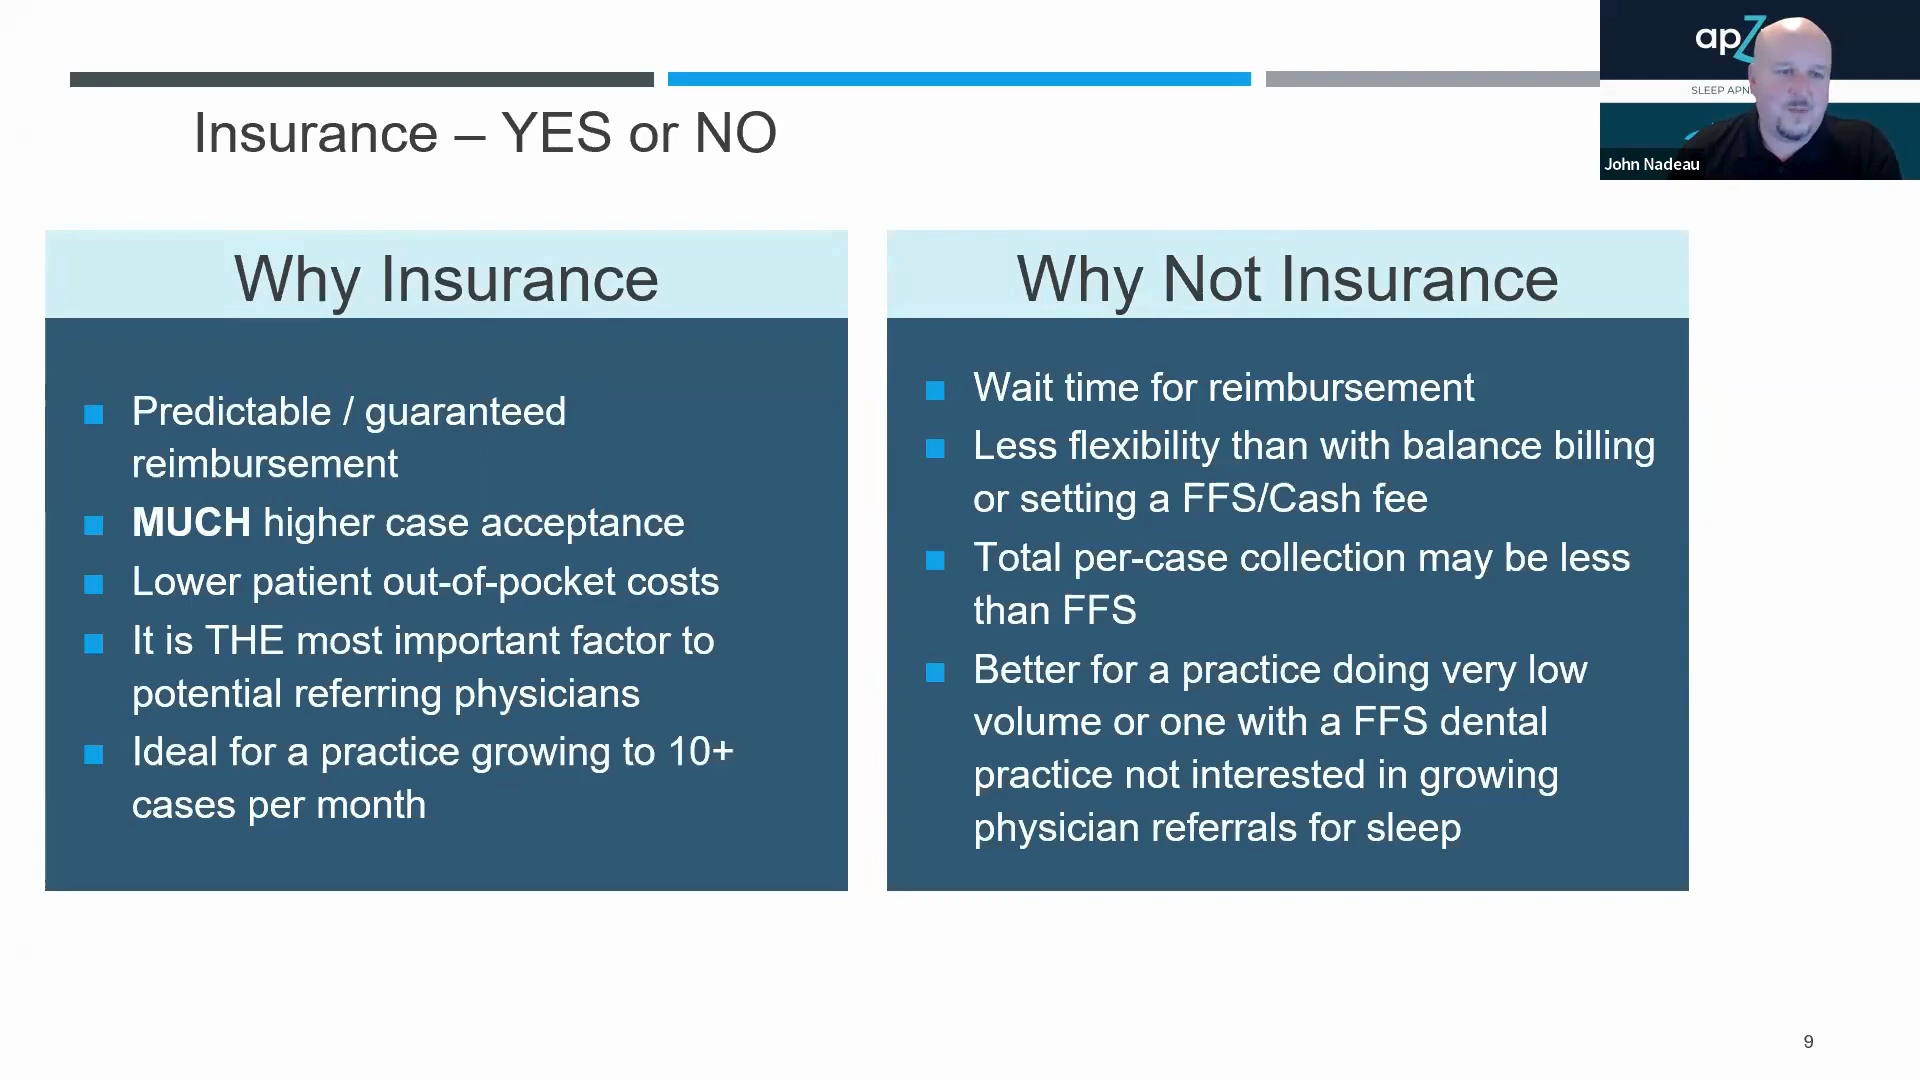 Insurance – YES or NO
apZ
SLEEP APN
John Nadeau
Why Insurance
Predictable / guaranteed
reimbursement
MUCH higher case acceptance
Lower patient out-of-pocket costs
It is THE most important factor to
potential referring physicians
Ideal for a practice growing to 10+
cases per month
Why Not Insurance
Wait time for reimbursement
Less flexibility than with balance billing
or setting a FFS/Cash fee
Total per-case collection may be less
than FFS
Better for a practice doing very low
volume or one with a FFS dental
practice not interested in growing
physician referrals for sleep
9